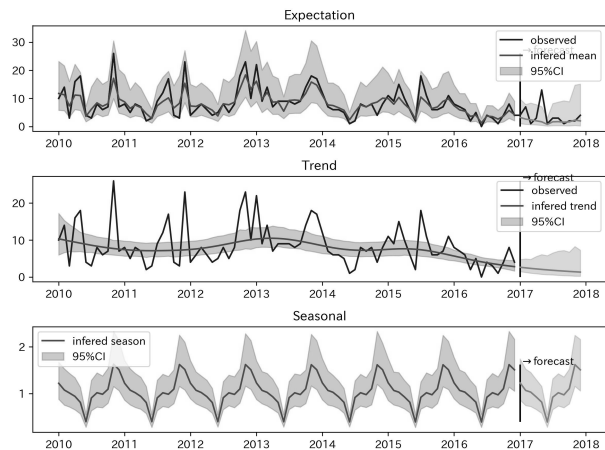 Expectation
30
20
10
0
observed
infered mean
95%CI
→forecast
2010 2011 2012 2013 2014 2015 2016 2017 2018
Trend
→forecast
20
10
0
observed
infered trend
95%CI
2010 2011 2012 2013 2014 2015 2016 2017 2018
Seasonal
2
1
infered season
95%CI
→forecast
2010 2011 2012 2013 2014 2015 2016 2017 2018